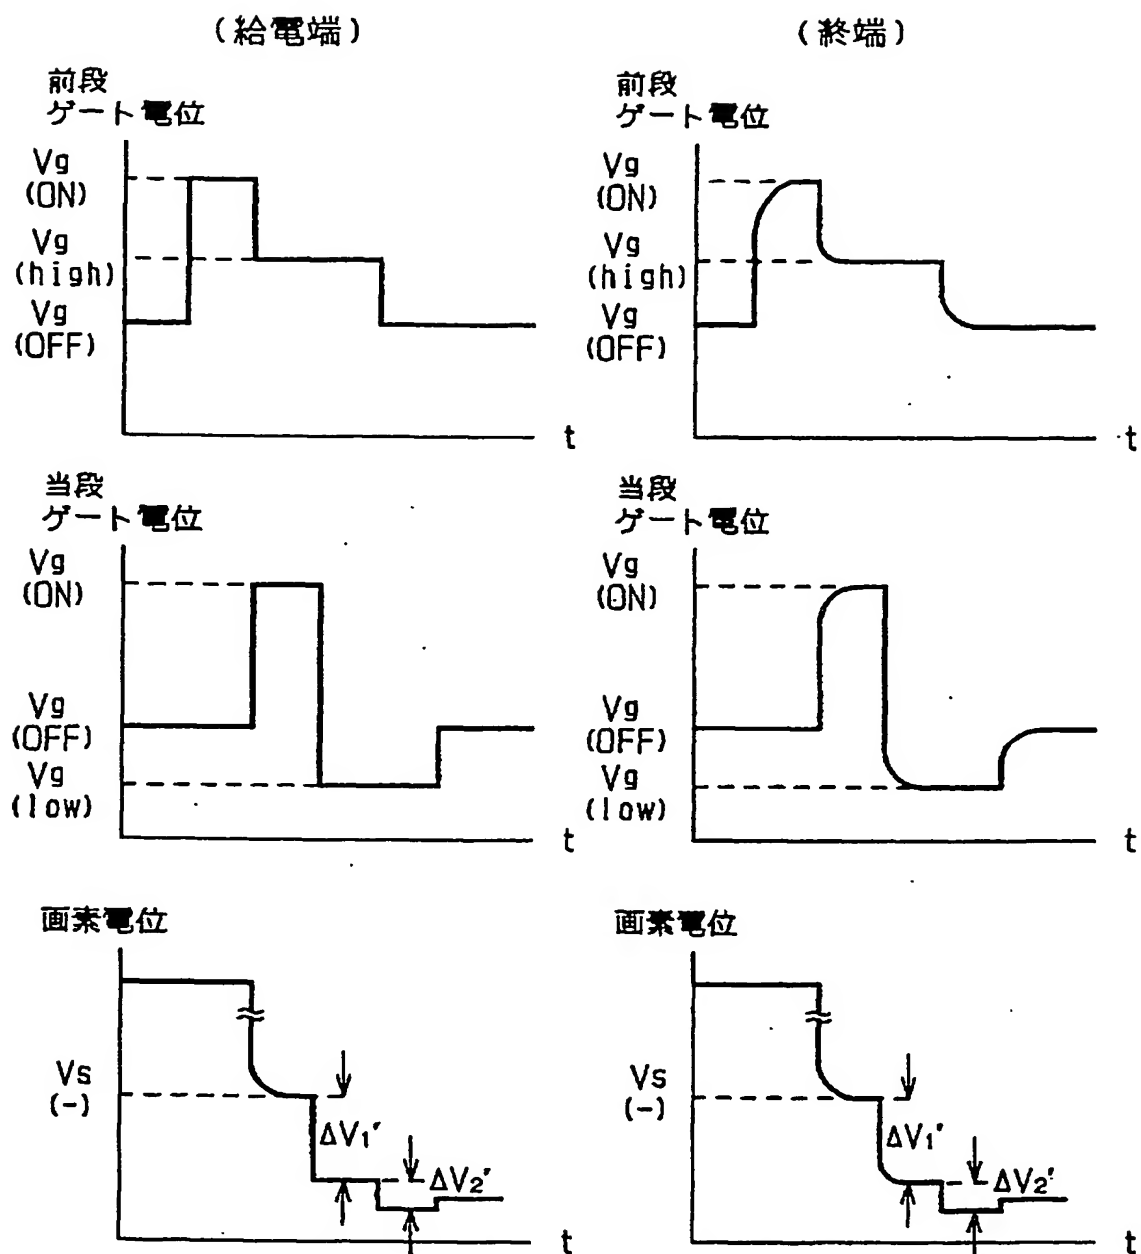 (給電端)
前段
ゲート電位
Vg
(ON)
Vg
(high)
Vg
(OFF)
t
当段
ゲート電位
Vg
(ON)
Vg
(OFF)
Vg
(low)
t
画素電位
Vs
(-)
ΔV₁'
ΔV₂'
t
(終端)
前段
ゲート電位
Vg
(ON)
Vg
(high)
Vg
(OFF)
t
当段
ゲート電位
Vg
(ON)
Vg
(OFF)
Vg
(low)
t
画素電位
Vs
(-)
ΔV₁'
ΔV₂'
t